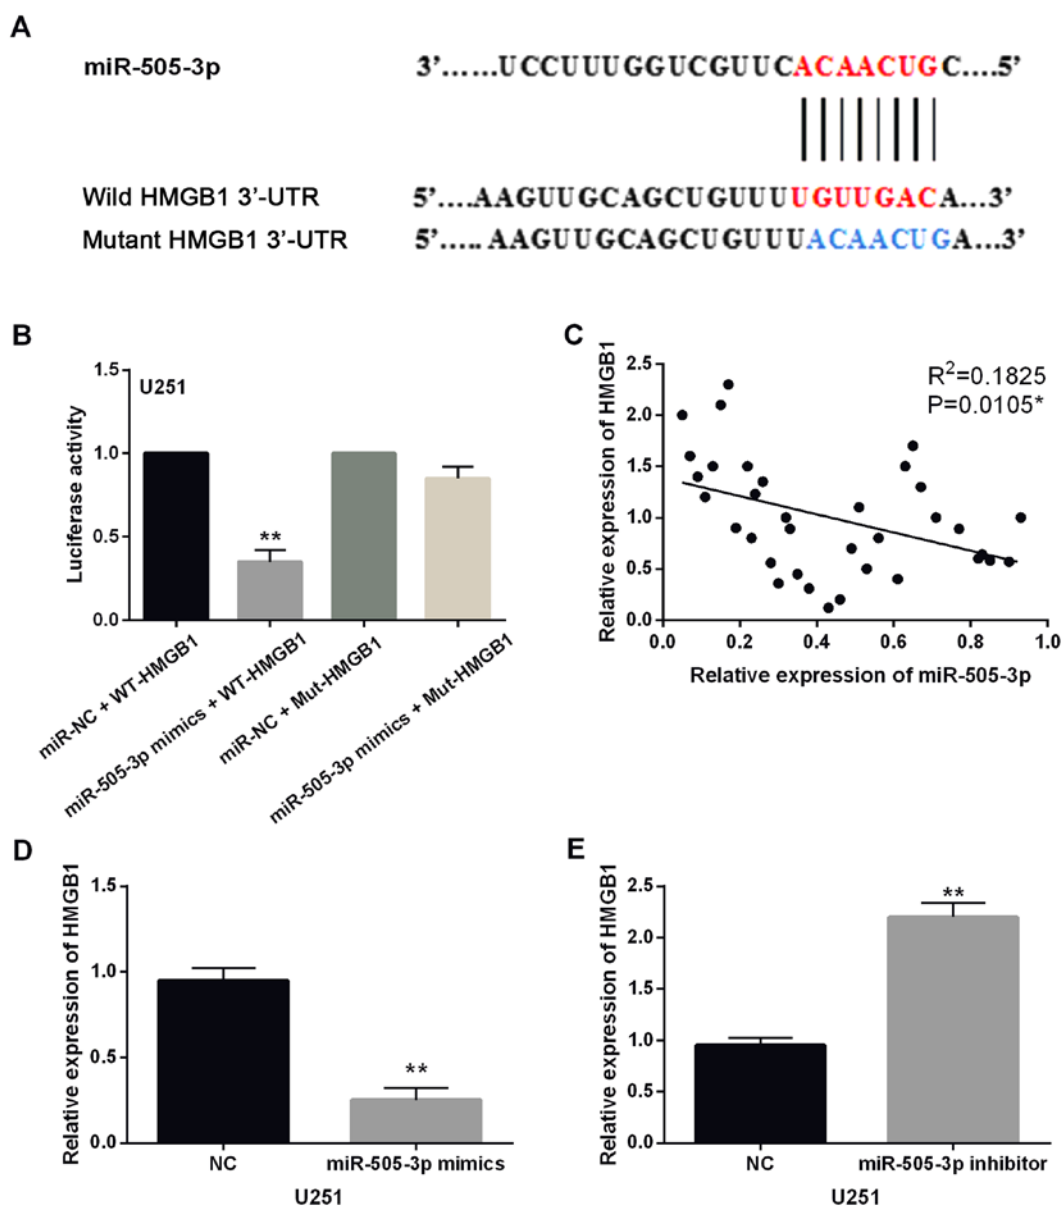 A
miR-505-3p 3’......UCCUUUGGUCGUUCACAACUGC....5’
Wild HMGB1 3’-UTR 5’....AAGUUGCAGCUGUUUUGUUGACA...3’
Mutant HMGB1 3’-UTR 5’..... AAGUUGCAGCUGUUUACAACUGA...3’
B
U251
Luciferase activity
1.5
1.0
0.5
0.0
**
miR-NC + WT-HMGB1
miR-505-3p mimics + WT-HMGB1
miR-NC + Mut-HMGB1
miR-505-3p mimics + Mut-HMGB1
C
R²=0.1825
P=0.0105*
Relative expression of HMGB1
2.5
2.0
1.5
1.0
0.5
0.0
0.0 0.2 0.4 0.6 0.8 1.0
Relative expression of miR-505-3p
D
Relative expression of HMGB1
1.5
1.0
0.5
0.0
**
NC miR-505-3p mimics
U251
E
Relative expression of HMGB1
2.5
2.0
1.5
1.0
0.5
0.0
**
NC miR-505-3p inhibitor
U251